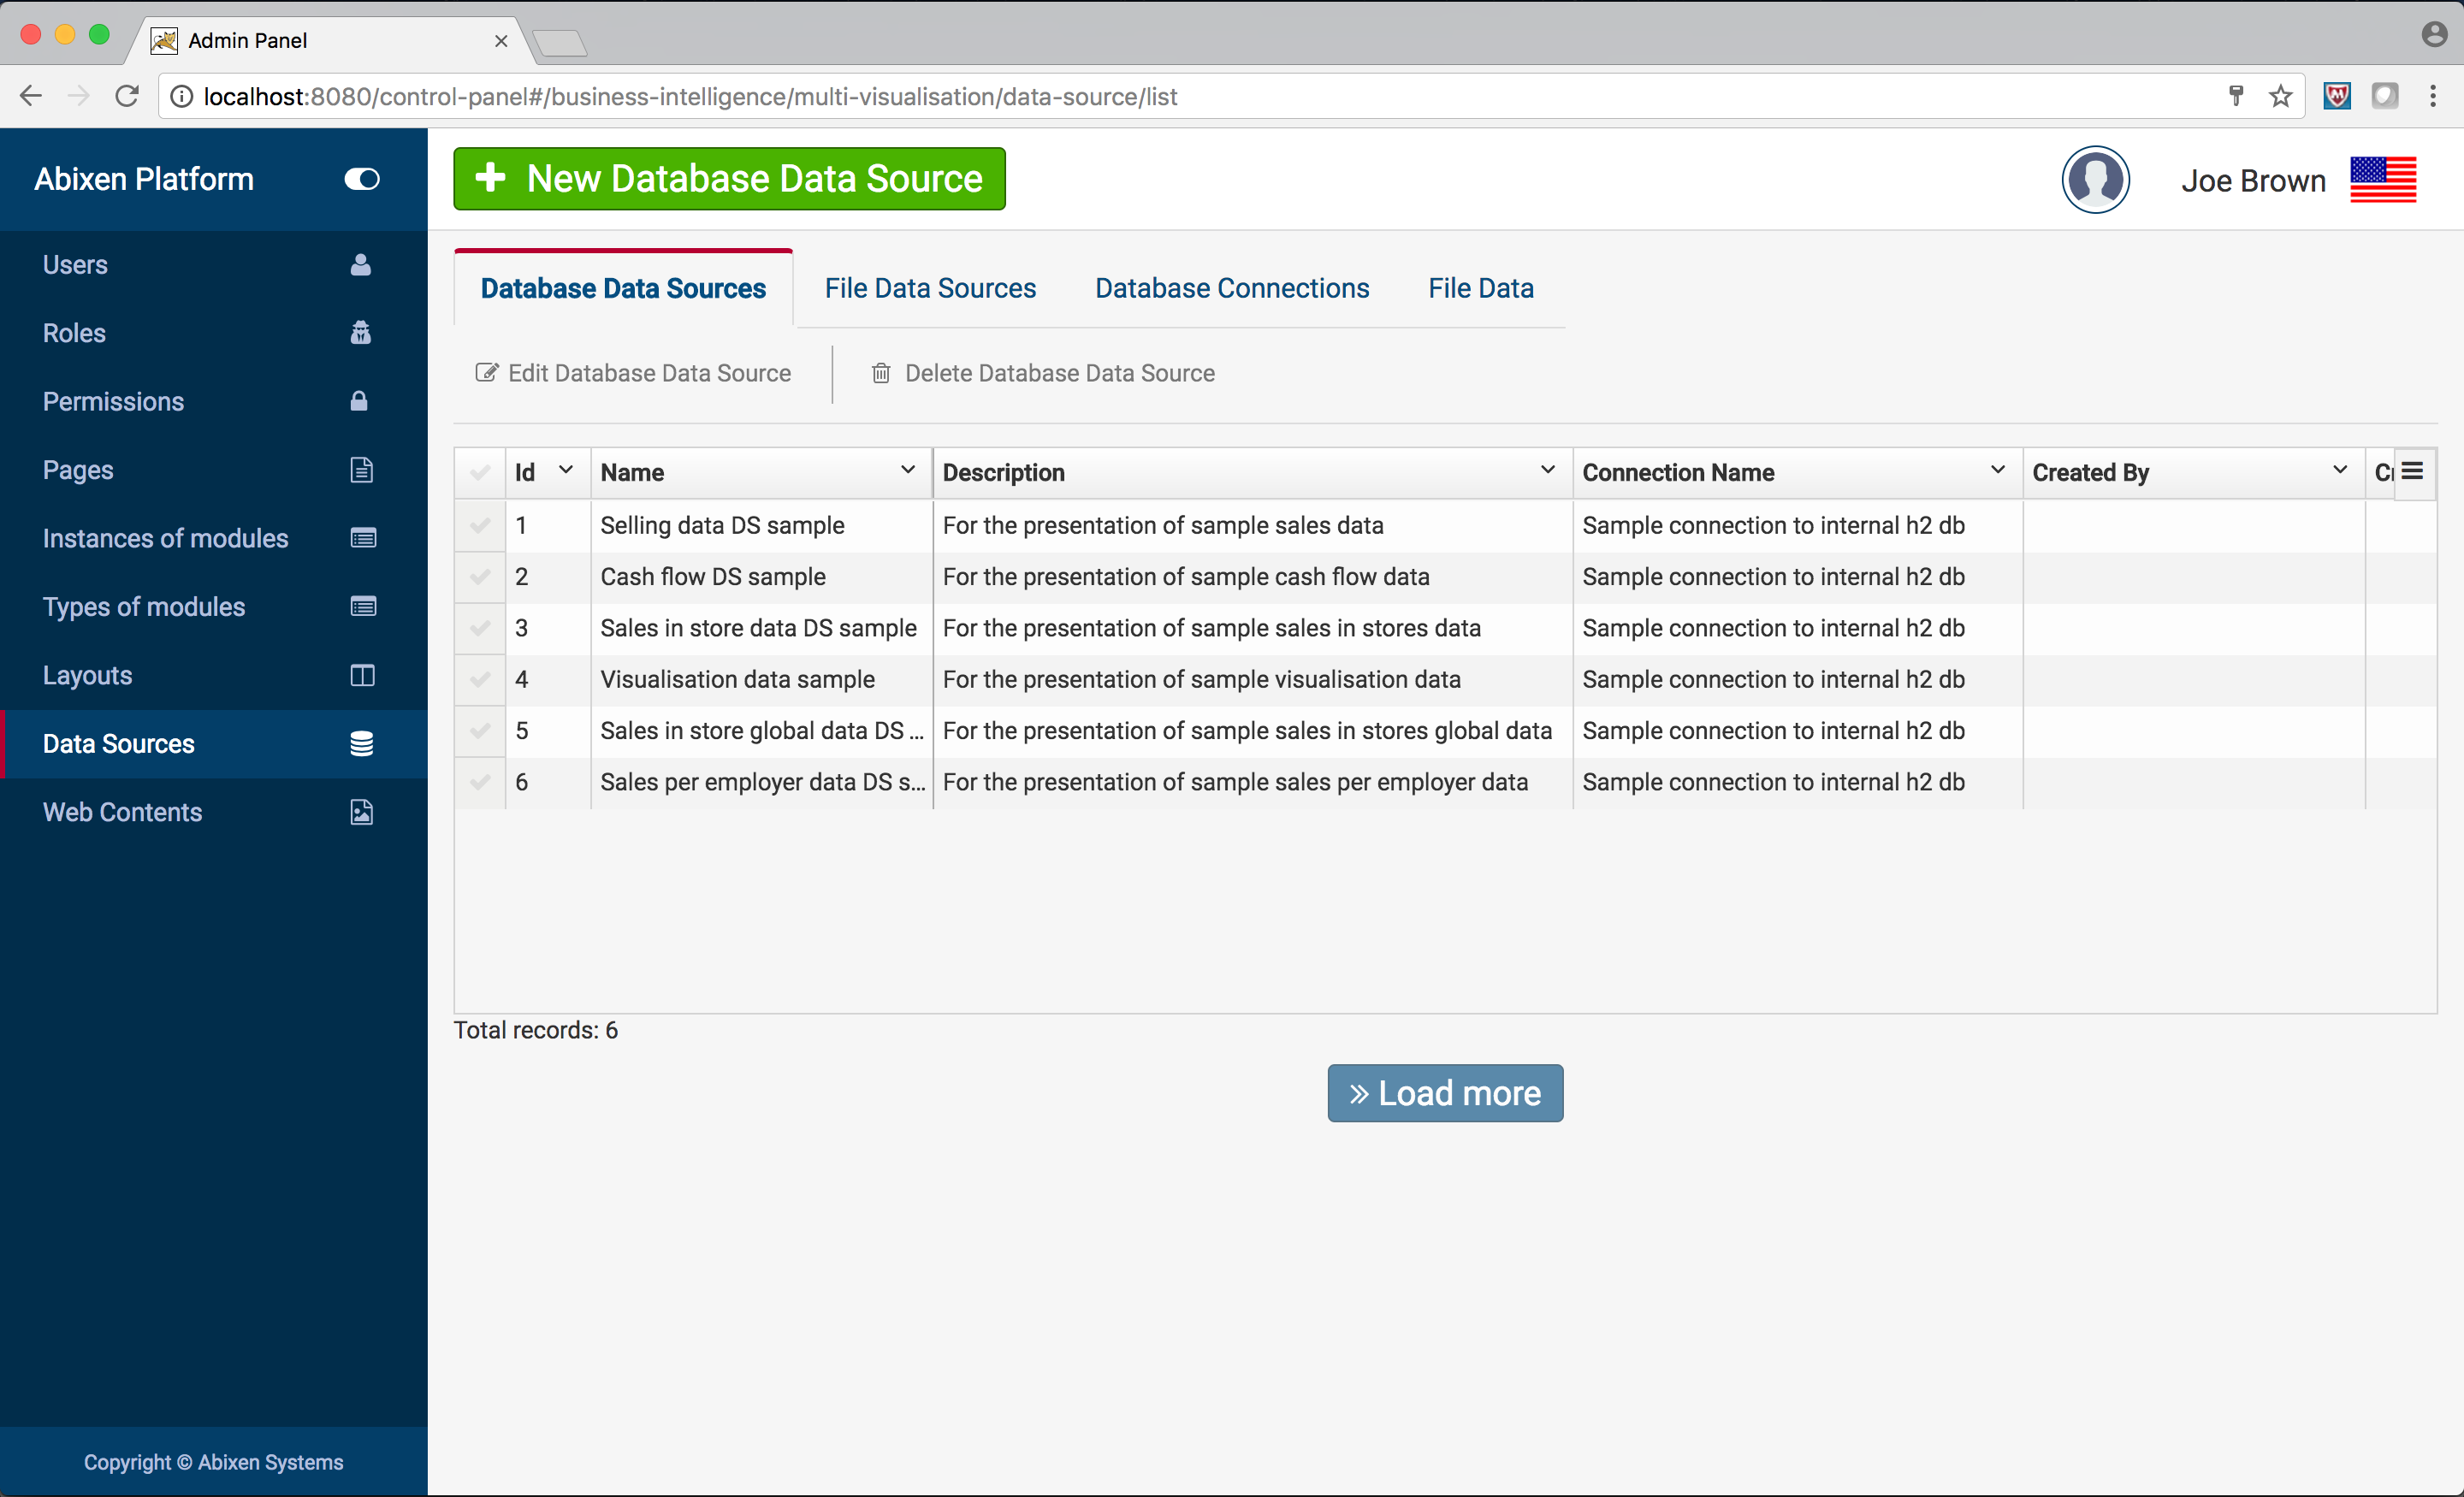 Admin Panel
localhost:8080/control-panel#/business-intelligence/multi-visualisation/data-source/list
Abixen Platform
New Database Data Source
Joe Brown
Users
Roles
Permissions
Pages
Instances of modules
Types of modules
Layouts
Data Sources
Web Contents
Database Data Sources File Data Sources Database Connections File Data
Edit Database Data Source Delete Database Data Source
Id Name Description Connection Name Created By
1 Selling data DS sample For the presentation of sample sales data Sample connection to internal h2 db
2 Cash flow DS sample For the presentation of sample cash flow data Sample connection to internal h2 db
3 Sales in store data DS sample For the presentation of sample sales in stores data Sample connection to internal h2 db
4 Visualisation data sample For the presentation of sample visualisation data Sample connection to internal h2 db
5 Sales in store global data DS ... For the presentation of sample sales in stores global data Sample connection to internal h2 db
6 Sales per employer data DS s... For the presentation of sample sales per employer data Sample connection to internal h2 db
Total records: 6
Load more
Copyright © Abixen Systems